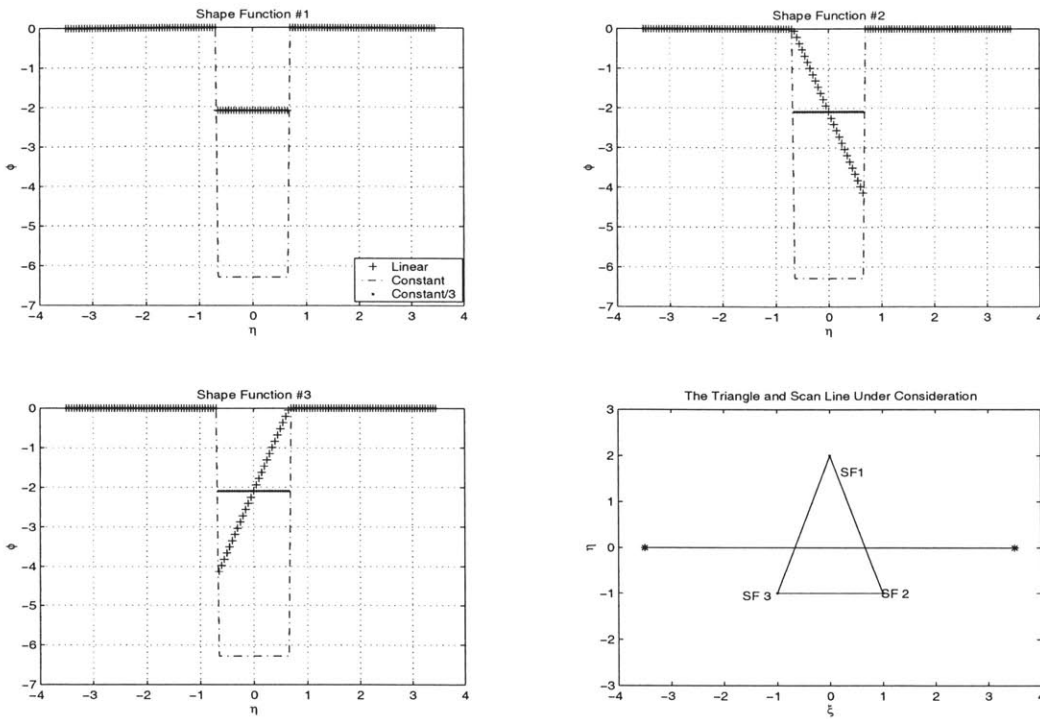 Shape Function #1
0
−1
−2
−3
−4
−5
−6
−7
ϕ
+ Linear
-·- Constant
· Constant/3
−4 −3 −2 −1 0 1 2 3 4
η
Shape Function #2
0
−1
−2
−3
−4
−5
−6
−7
ϕ
−4 −3 −2 −1 0 1 2 3 4
η
Shape Function #3
0
−1
−2
−3
−4
−5
−6
−7
ϕ
−4 −3 −2 −1 0 1 2 3 4
η
The Triangle and Scan Line Under Consideration
3
2
1
0
−1
−2
−3
η
SF1
SF 3
SF 2
−4 −3 −2 −1 0 1 2 3 4
ξ